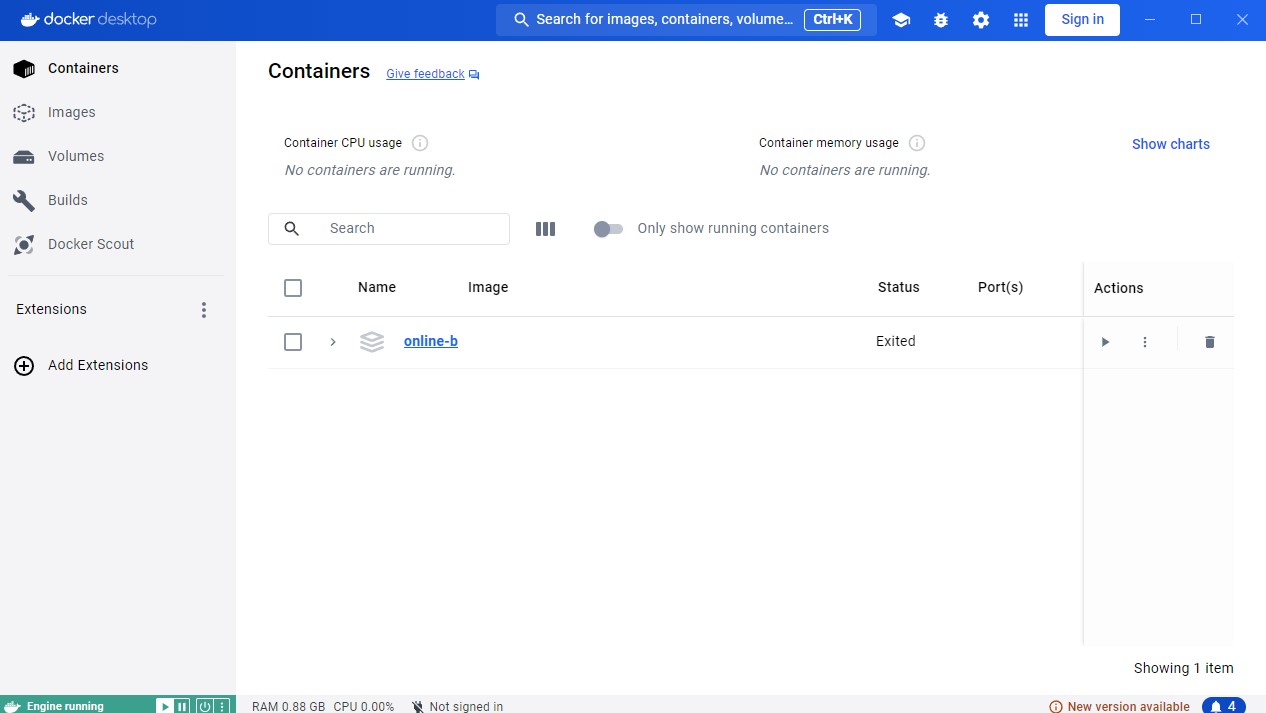 docker desktop
Search for images, containers, volume... Ctrl+K
Sign in
Containers
Images
Volumes
Builds
Docker Scout
Extensions
Add Extensions
Containers Give feedback
Container CPU usage
No containers are running.
Container memory usage
No containers are running.
Show charts
Search
Only show running containers
Name Image Status Port(s) Actions
online-b Exited
Showing 1 item
Engine running RAM 0.88 GB CPU 0.00% Not signed in New version available 4